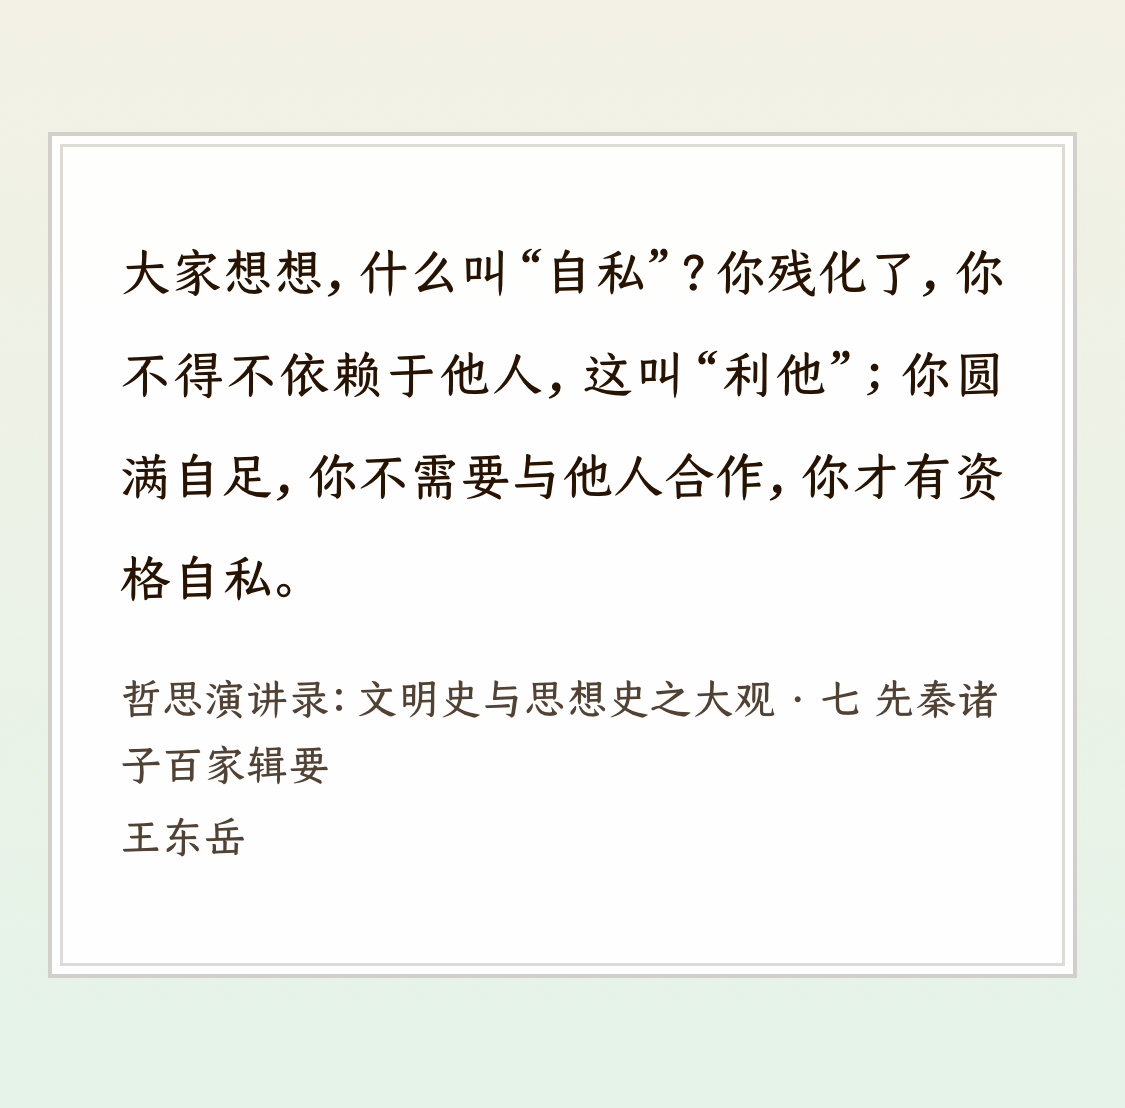 大家想想，什么叫“自私”？你残化了，你
不得不依赖于他人，这叫“利他”；你圆
满自足，你不需要与他人合作，你才有资
格自私。
哲思演讲录：文明史与思想史之大观 · 七 先秦诸
子百家辑要
王东岳